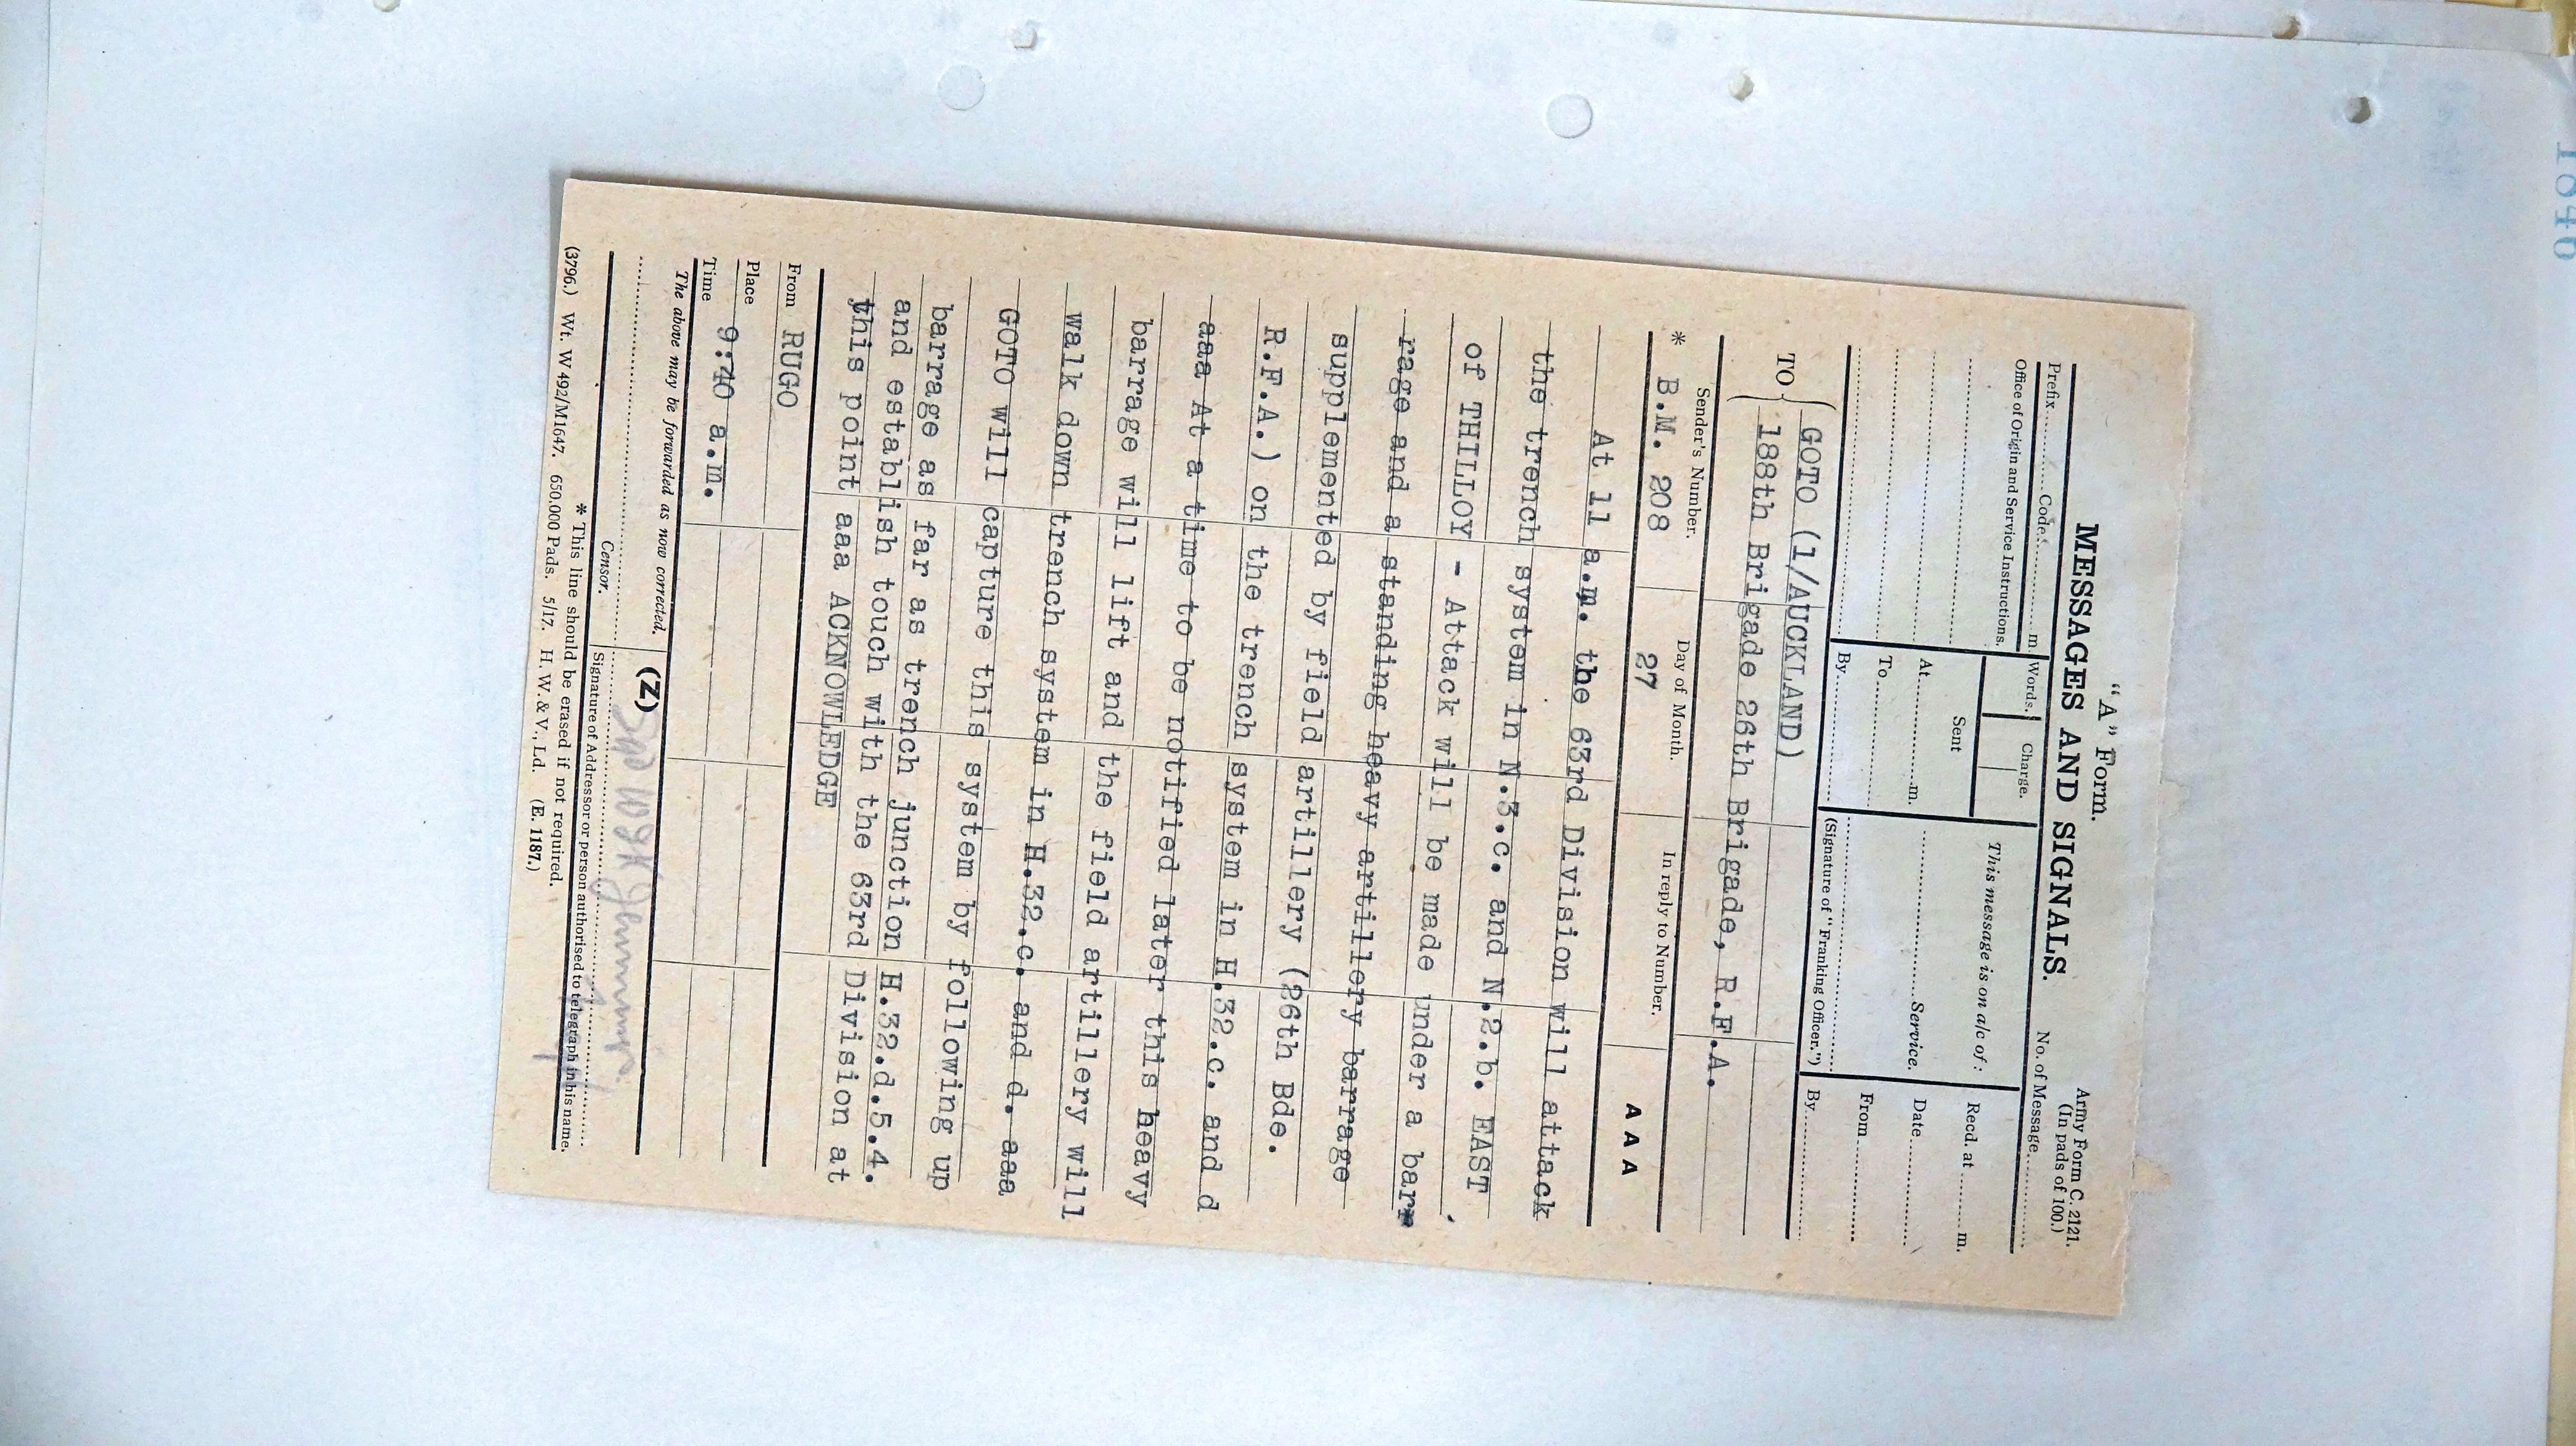 1040
"A" Form.
Army Form C. 2121.
(In pads of 100.)
MESSAGES AND SIGNALS.
No. of Message
Prefix Code m
Words.
Charge.
Office of Origin and Service Instructions.
This message is on a/c of :
Recd. at m.
Sent
At m.
Service.
Date
To
From
By
(Signature of "Franking Officer.")
By
TO
GOTO (1/AUCKLAND)
188th Brigade 26th Brigade, R.F.A.
Sender's Number.
Day of Month.
In reply to Number.
* B.M. 208
27
AAA
At 11 a.m. the 63rd Division will attack
the trench system in N.3.c. and N.2.b. EAST
of THILLOY - Attack will be made under a bar
rage and a standing heavy artillery barrage
supplemented by field artillery (26th Bde.
R.F.A.) on the trench system in H.32.c. and d
aaa At a time to be notified later this heavy
barrage will lift and the field artillery will
walk down trench system in H.32.c. and d. aaa
GOTO will capture this system by following up
barrage as far as trench junction H.32.d.5.4.
and establish touch with the 63rd Division at
this point aaa ACKNOWLEDGE
From RUGO
Place
Time 9:40 a.m.
The above may be forwarded as now corrected.
(Z)
Censor.
Signature of Addressor or person authorised to telegraph in his name.
* This line should be erased if not required.
(3796.) Wt. W 492/M1647. 650,000 Pads. 5/17. H. W. & V., Ld. (E. 1187.)